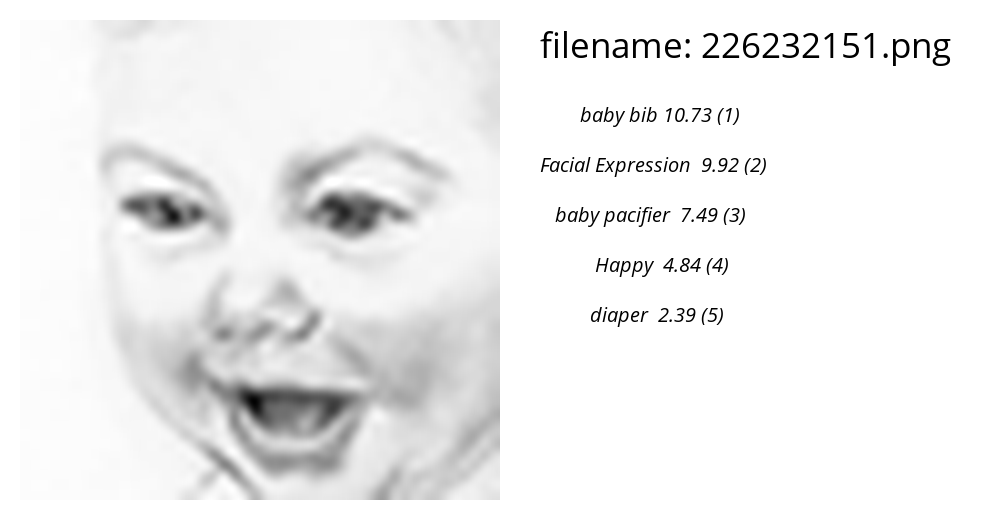 filename: 226232151.png
baby bib 10.73 (1)
Facial Expression  9.92 (2)
baby pacifier  7.49 (3)
Happy  4.84 (4)
diaper  2.39 (5)